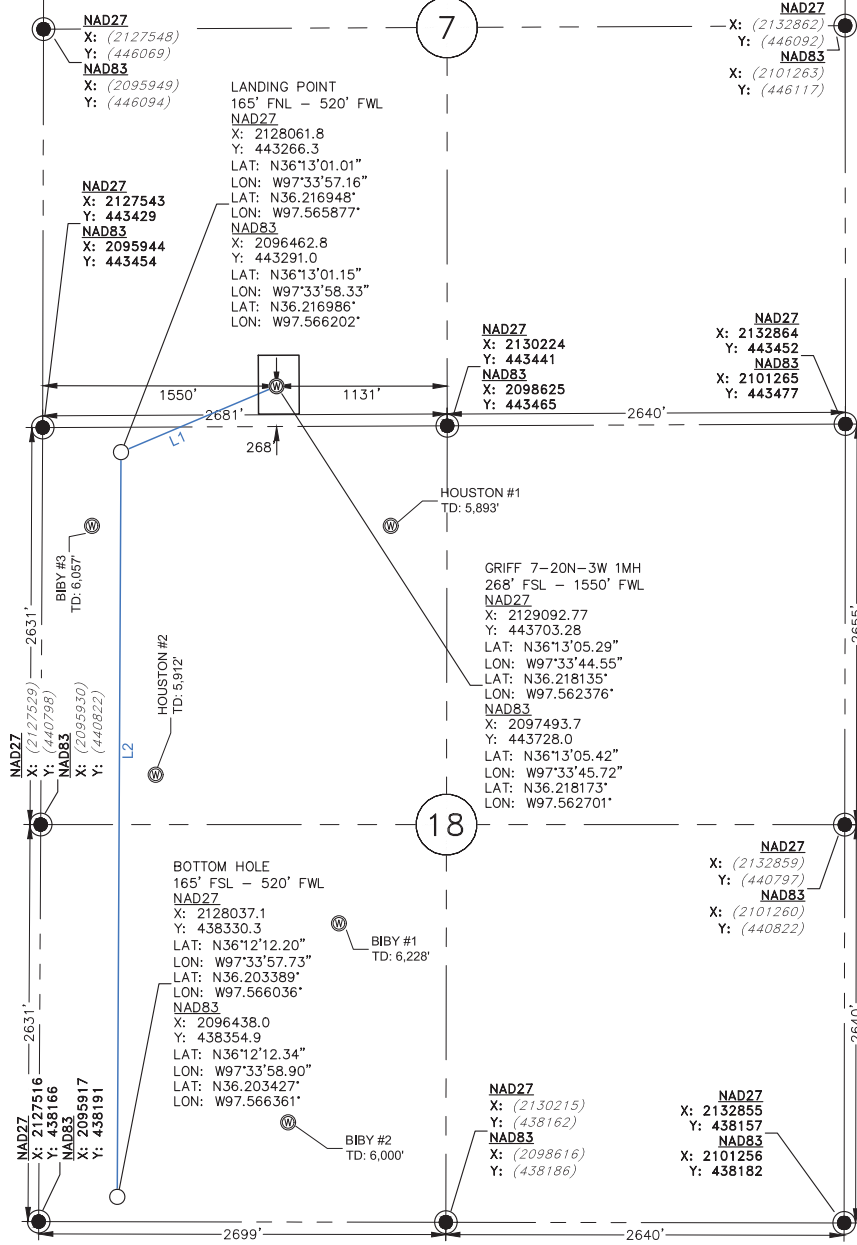 7
NAD27
X: (2127548)
Y: (446069)
NAD83
X: (2095949)
Y: (446094)
NAD27
X: (2132862)
Y: (446092)
NAD83
X: (2101263)
Y: (446117)
LANDING POINT
165' FNL – 520' FWL
NAD27
X: 2128061.8
Y: 443266.3
LAT: N36°13'01.01"
LON: W97°33'57.16"
LAT: N36.216948°
LON: W97.565877°
NAD83
X: 2096462.8
Y: 443291.0
LAT: N36°13'01.15"
LON: W97°33'58.33"
LAT: N36.216986°
LON: W97.566202°
NAD27
X: 2127543
Y: 443429
NAD83
X: 2095944
Y: 443454
NAD27
X: 2130224
Y: 443441
NAD83
X: 2098625
Y: 443465
NAD27
X: 2132864
Y: 443452
NAD83
X: 2101265
Y: 443477
W
1550'
1131'
2681'
2640'
268'
L1
W
HOUSTON #1
TD: 5,893'
W
BIBY #3
TD: 6,057'
GRIFF 7–20N–3W 1MH
268' FSL – 1550' FWL
NAD27
X: 2129092.77
Y: 443703.28
LAT: N36°13'05.29"
LON: W97°33'44.55"
LAT: N36.218135°
LON: W97.562376°
NAD83
X: 2097493.7
Y: 443728.0
LAT: N36°13'05.42"
LON: W97°33'45.72"
LAT: N36.218173°
LON: W97.562701°
2631'
2655'
HOUSTON #2
TD: 5,912'
W
NAD27
X: (2127529)
Y: (440798)
NAD83
X: (2095930)
Y: (440822)
L2
18
NAD27
X: (2132859)
Y: (440797)
NAD83
X: (2101260)
Y: (440822)
BOTTOM HOLE
165' FSL – 520' FWL
NAD27
X: 2128037.1
Y: 438330.3
LAT: N36°12'12.20"
LON: W97°33'57.73"
LAT: N36.203389°
LON: W97.566036°
NAD83
X: 2096438.0
Y: 438354.9
LAT: N36°12'12.34"
LON: W97°33'58.90"
LAT: N36.203427°
LON: W97.566361°
W
BIBY #1
TD: 6,228'
2631'
2640'
NAD27
X: 2127516
Y: 438166
NAD83
X: 2095917
Y: 438191
W
BIBY #2
TD: 6,000'
NAD27
X: (2130215)
Y: (438162)
NAD83
X: (2098616)
Y: (438186)
NAD27
X: 2132855
Y: 438157
NAD83
X: 2101256
Y: 438182
2699'
2640'